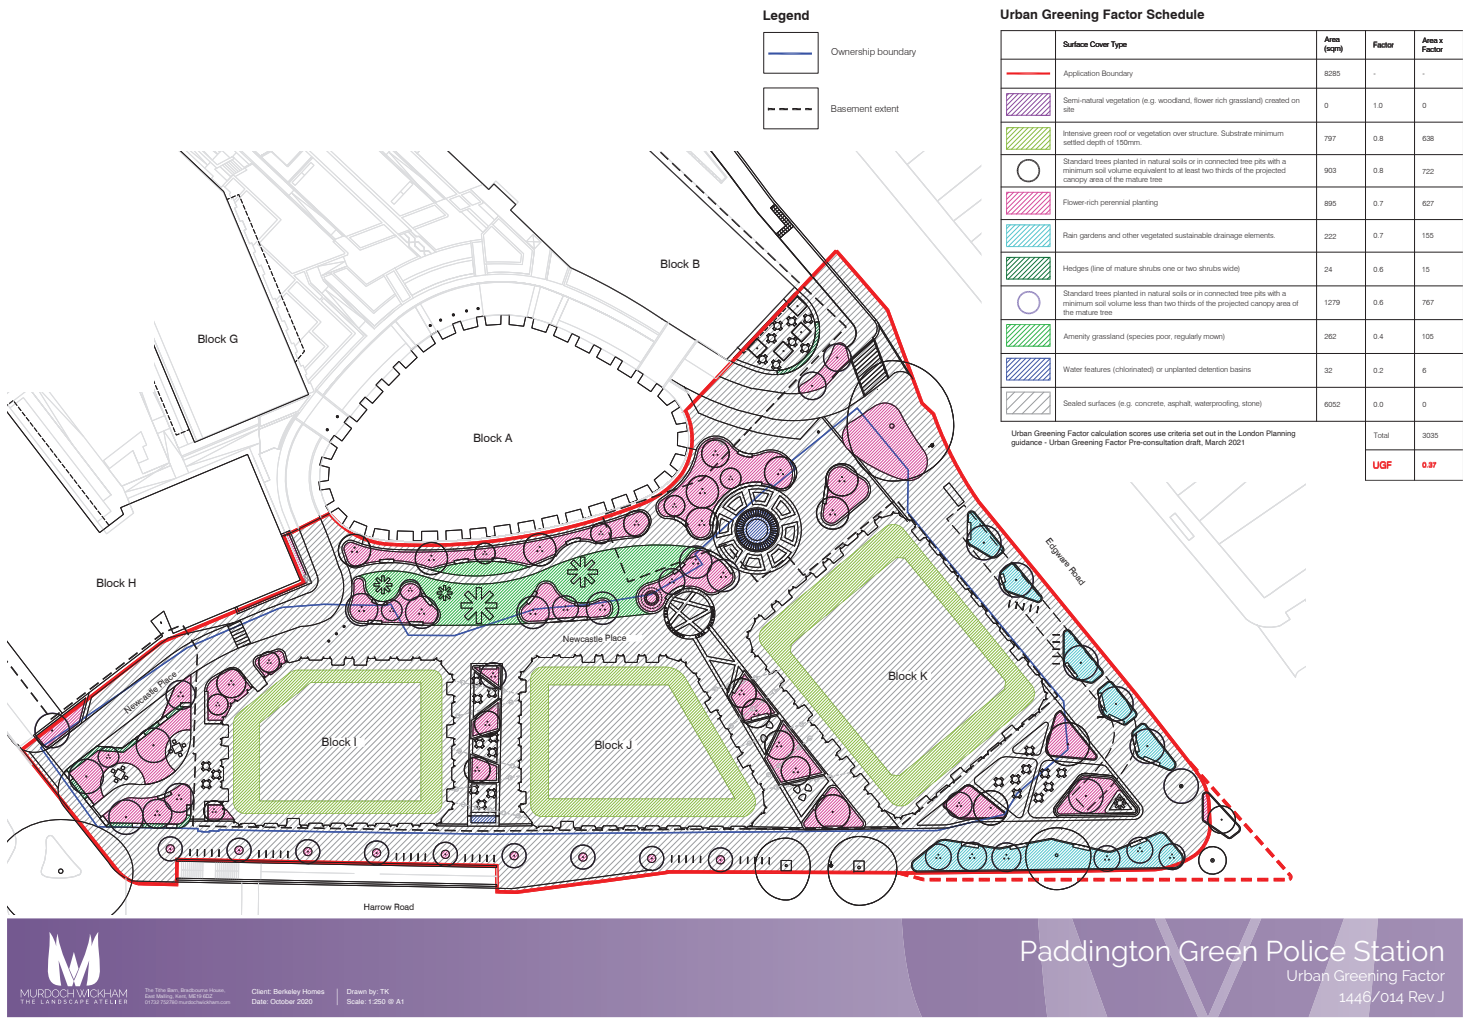 Legend
Ownership boundary
Basement extent
Urban Greening Factor Schedule
Surface Cover Type
Area
(sqm)
Factor
Area x
Factor
Application Boundary
8285
-
-
Semi-natural vegetation (e.g. woodland, flower rich grassland) created on
site
0
1.0
0
Intensive green roof or vegetation over structure. Substrate minimum
settled depth of 150mm.
797
0.8
638
Standard trees planted in natural soils or in connected tree pits with a
minimum soil volume equivalent to at least two thirds of the projected
canopy area of the mature tree
903
0.8
722
Flower-rich perennial planting
895
0.7
627
Rain gardens and other vegetated sustainable drainage elements.
222
0.7
155
Hedges (line of mature shrubs one or two shrubs wide)
24
0.6
15
Standard trees planted in natural soils or in connected tree pits with a
minimum soil volume less than two thirds of the projected canopy area of
the mature tree
1279
0.6
767
Amenity grassland (species poor, regularly mown)
262
0.4
105
Water features (chlorinated) or unplanted detention basins
32
0.2
6
Sealed surfaces (e.g. concrete, asphalt, waterproofing, stone)
6052
0.0
0
Urban Greening Factor calculation scores use criteria set out in the London Planning
guidance - Urban Greening Factor Pre-consultation draft, March 2021
Total
3035
UGF
0.37
Block B
Block G
Block A
Block H
Edgware Road
Newcastle Place
Newcastle Place
Block K
Block I
Block J
Harrow Road
MURDOCH WICKHAM
THE LANDSCAPE ATELIER
The Tithe Barn, Bradbourne House,
East Malling, Kent, ME19 6DZ
Client: Berkeley Homes
Date: October 2020
Drawn by: TK
Scale: 1:250 @ A1
Paddington Green Police Station
Urban Greening Factor
1446/014 Rev J